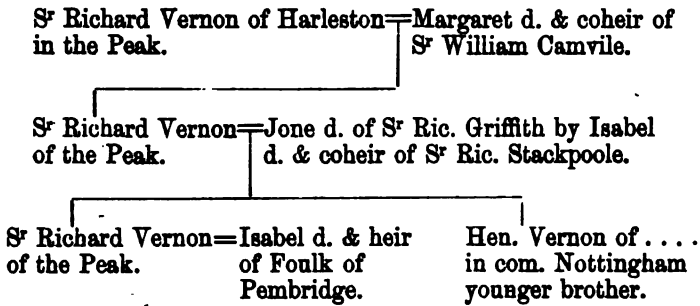 Sʳ Richard Vernon of Harleston=Margaret d. & coheir of
in the Peak. Sʳ William Camvile.
Sʳ Richard Vernon=Jone d. of Sʳ Ric. Griffith by Isabel
of the Peak. d. & coheir of Sʳ Ric. Stackpoole.
Sʳ Richard Vernon=Isabel d. & heir
of the Peak. of Foulk of
Pembridge.
Hen. Vernon of ....
in com. Nottingham
younger brother.